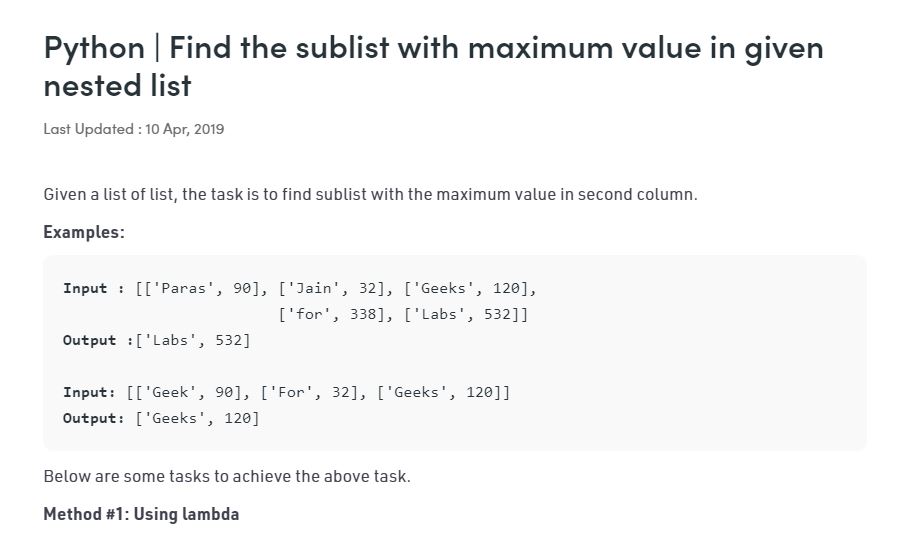 Python | Find the sublist with maximum value in given
nested list
Last Updated : 10 Apr, 2019
Given a list of list, the task is to find sublist with the maximum value in second column.
Examples:
Input : [['Paras', 90], ['Jain', 32], ['Geeks', 120],
['for', 338], ['Labs', 532]]
Output :['Labs', 532]
Input: [['Geek', 90], ['For', 32], ['Geeks', 120]]
Output: ['Geeks', 120]
Below are some tasks to achieve the above task.
Method #1: Using lambda